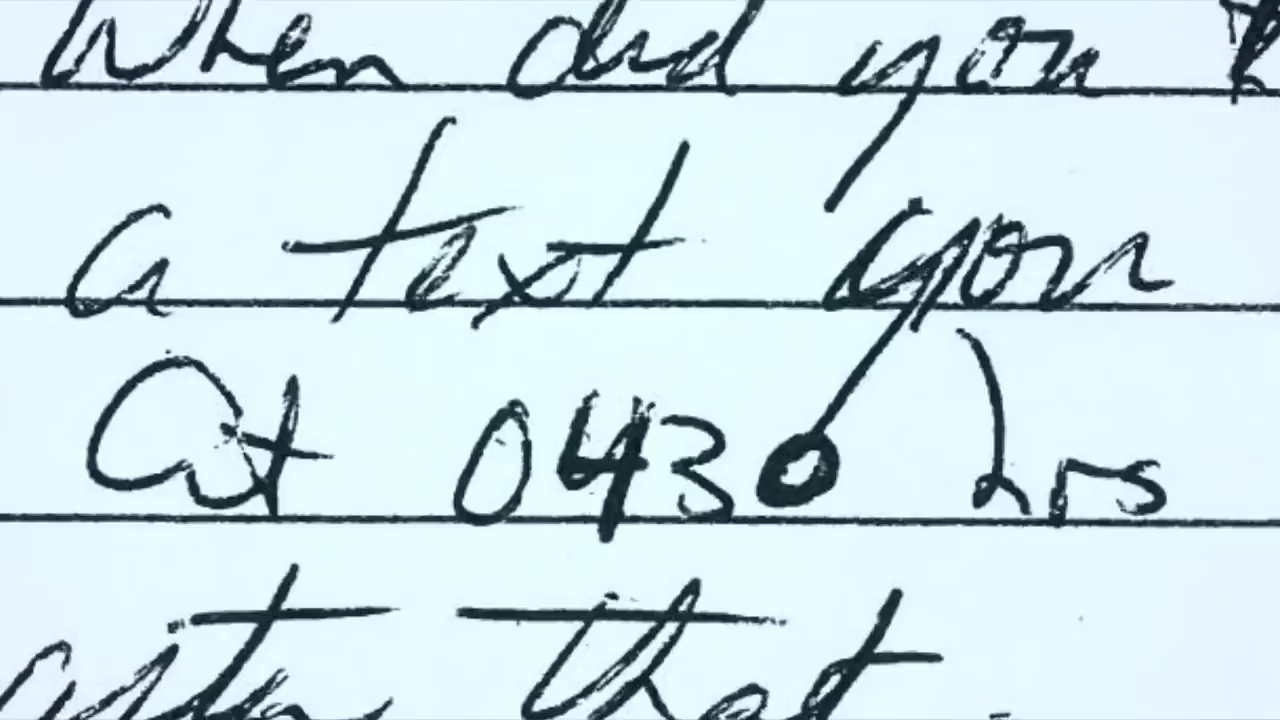 When did you
a text you
At 0430 hrs
after that.